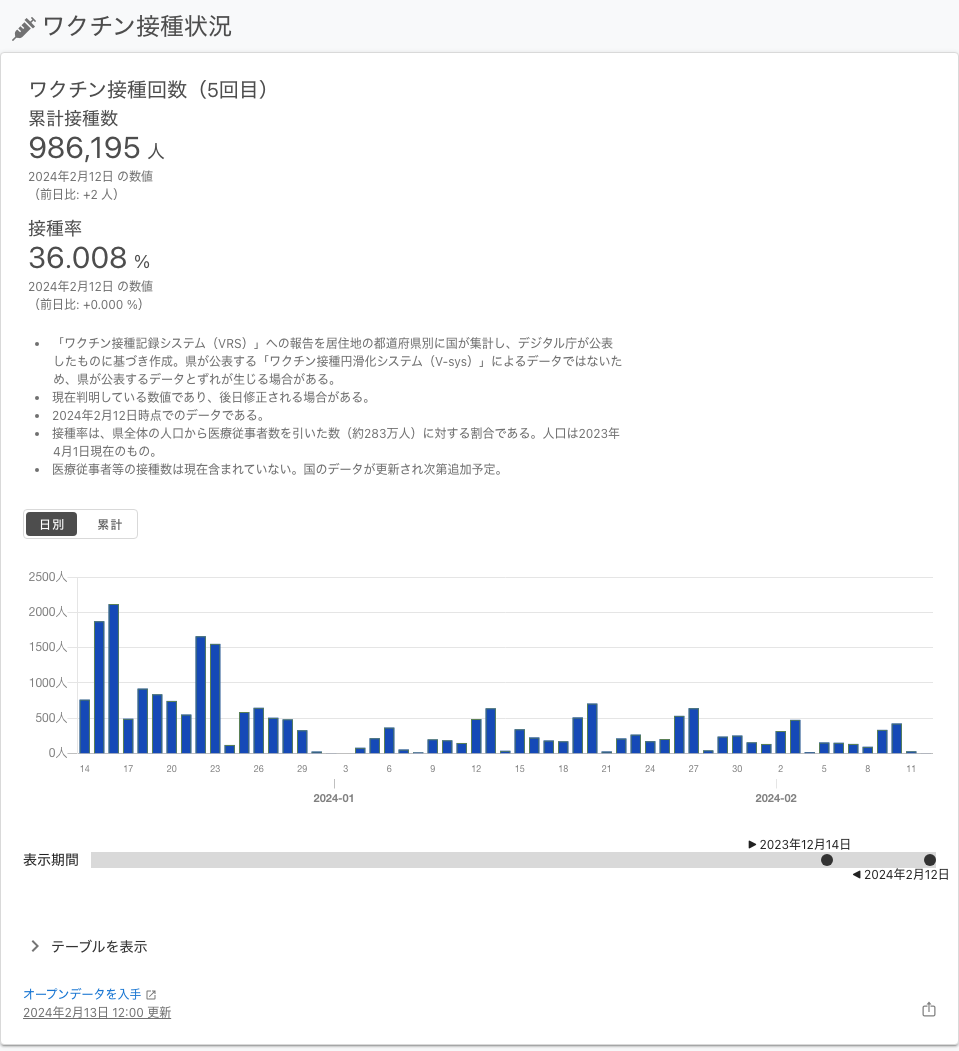 ワクチン接種状況
ワクチン接種回数（5回目）
累計接種数
986,195 人
2024年2月12日 の数値
（前日比: +2 人）
接種率
36.008 %
2024年2月12日 の数値
（前日比: +0.000 %）
• 「ワクチン接種記録システム（VRS）」への報告を居住地の都道府県別に国が集計し、デジタル庁が公表
したものに基づき作成。県が公表する「ワクチン接種円滑化システム（V-sys）」によるデータではないた
め、県が公表するデータとずれが生じる場合がある。
• 現在判明している数値であり、後日修正される場合がある。
• 2024年2月12日時点でのデータである。
• 接種率は、県全体の人口から医療従事者数を引いた数（約283万人）に対する割合である。人口は2023年
4月1日現在のもの。
• 医療従事者等の接種数は現在含まれていない。国のデータが更新され次第追加予定。
日別 累計
2500人
2000人
1500人
1000人
500人
0人
14 17 20 23 26 29 3 6 9 12 15 18 21 24 27 30 2 5 8 11
2024-01 2024-02
▶ 2023年12月14日
表示期間
◀ 2024年2月12日
テーブルを表示
オープンデータを入手
2024年2月13日 12:00 更新